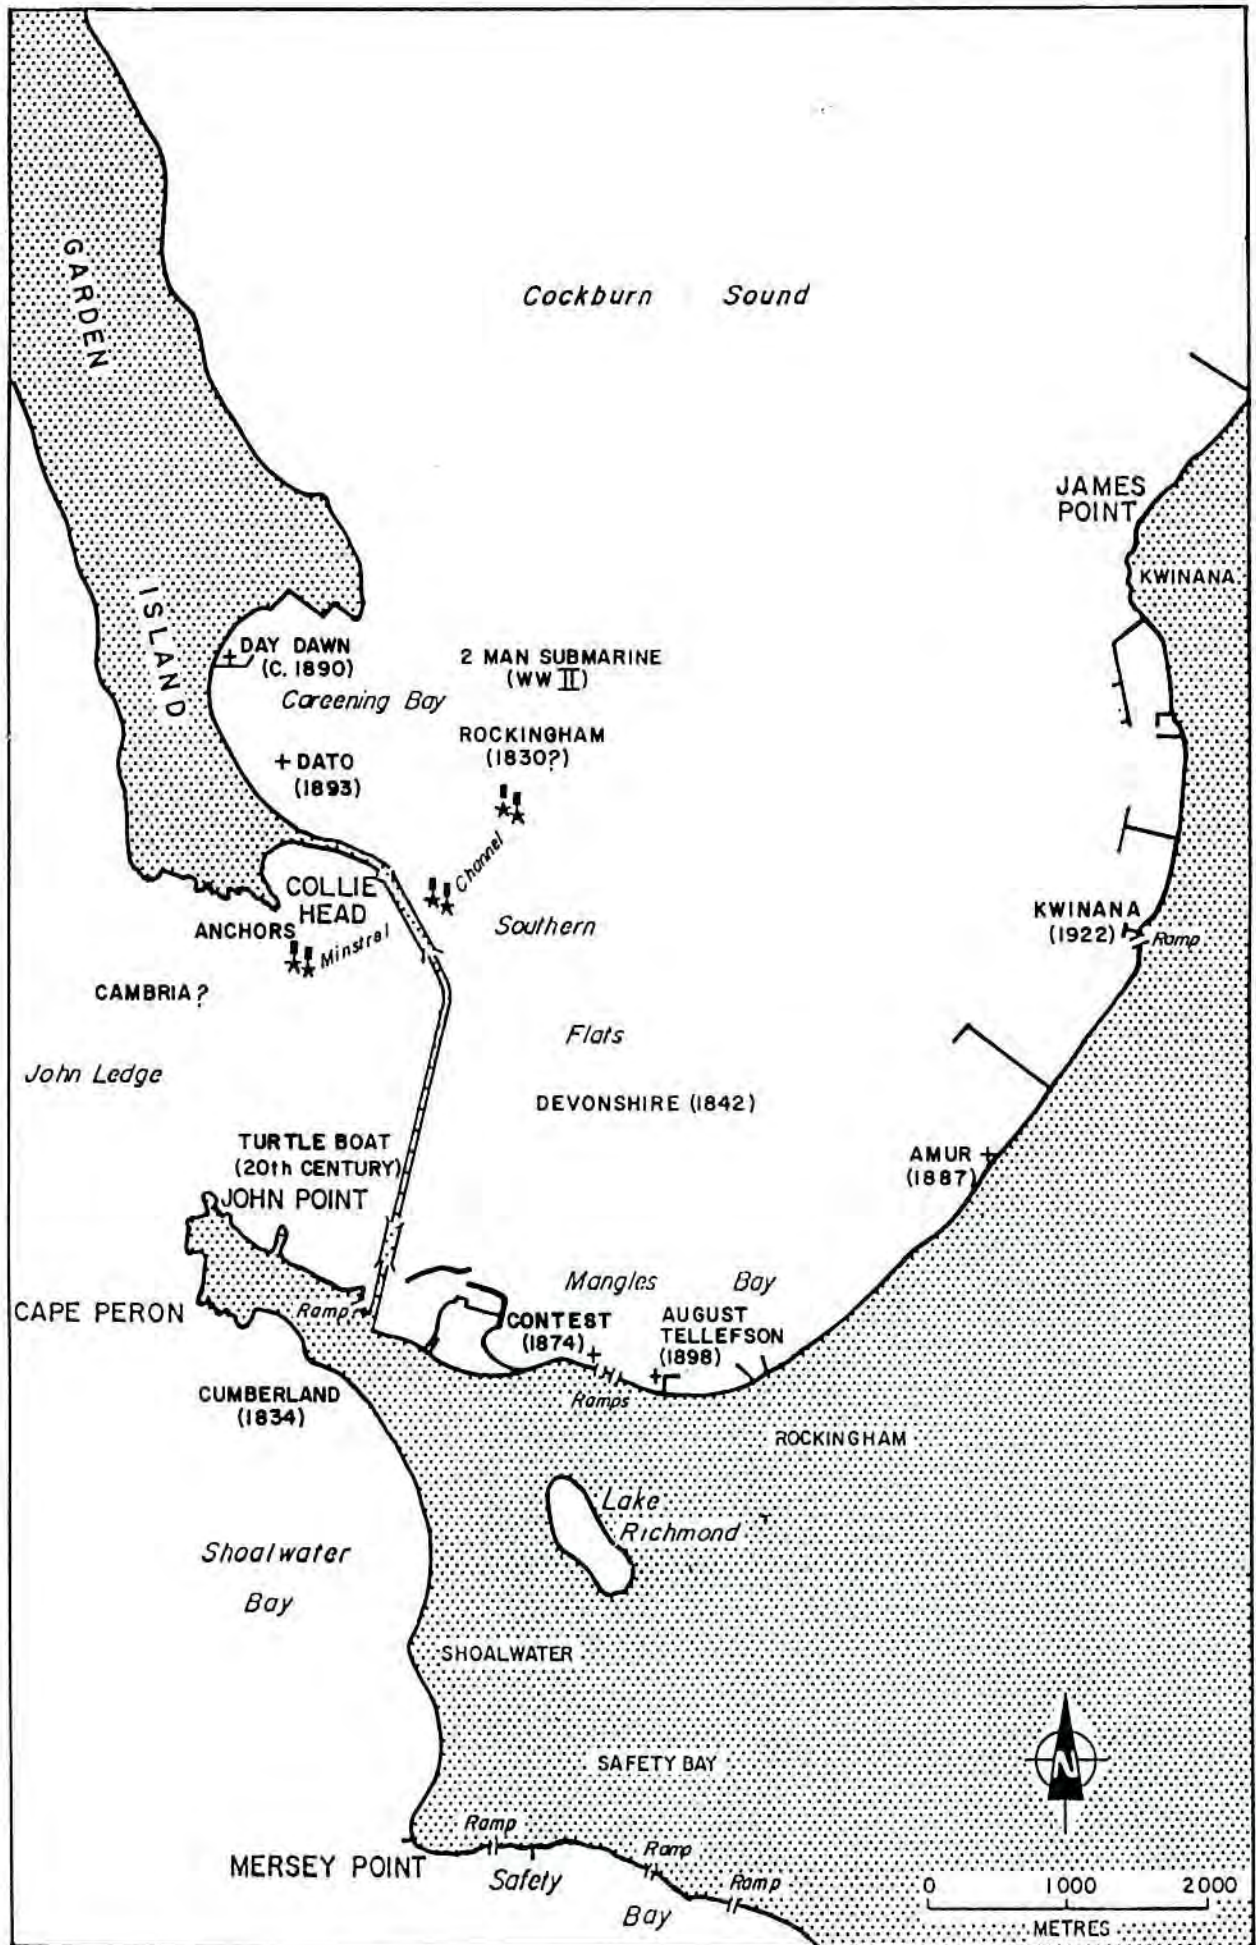 GARDEN
ISLAND
Cockburn Sound
JAMES
POINT
KWINANA
DAY DAWN
(C. 1890)
2 MAN SUBMARINE
(WW II)
Careening Bay
ROCKINGHAM
(1830?)
DATO
(1893)
Channel
COLLIE
HEAD
ANCHORS
Minstral
Southern
KWINANA
(1922)
Ramp
CAMBRIA?
Flats
John Ledge
DEVONSHIRE (1842)
TURTLE BOAT
(20th CENTURY)
JOHN POINT
AMUR
(1887)
Mangles Bay
CAPE PERON
Ramp
CONTEST
(1874)
AUGUST
TELLEFSON
(1898)
Ramps
CUMBERLAND
(1834)
ROCKINGHAM
Lake
Richmond
Shoalwater
Bay
SHOALWATER
SAFETY BAY
N
Ramp
MERSEY POINT
Safety
Bay
Ramp
Ramp
0 1000 2000
METRES